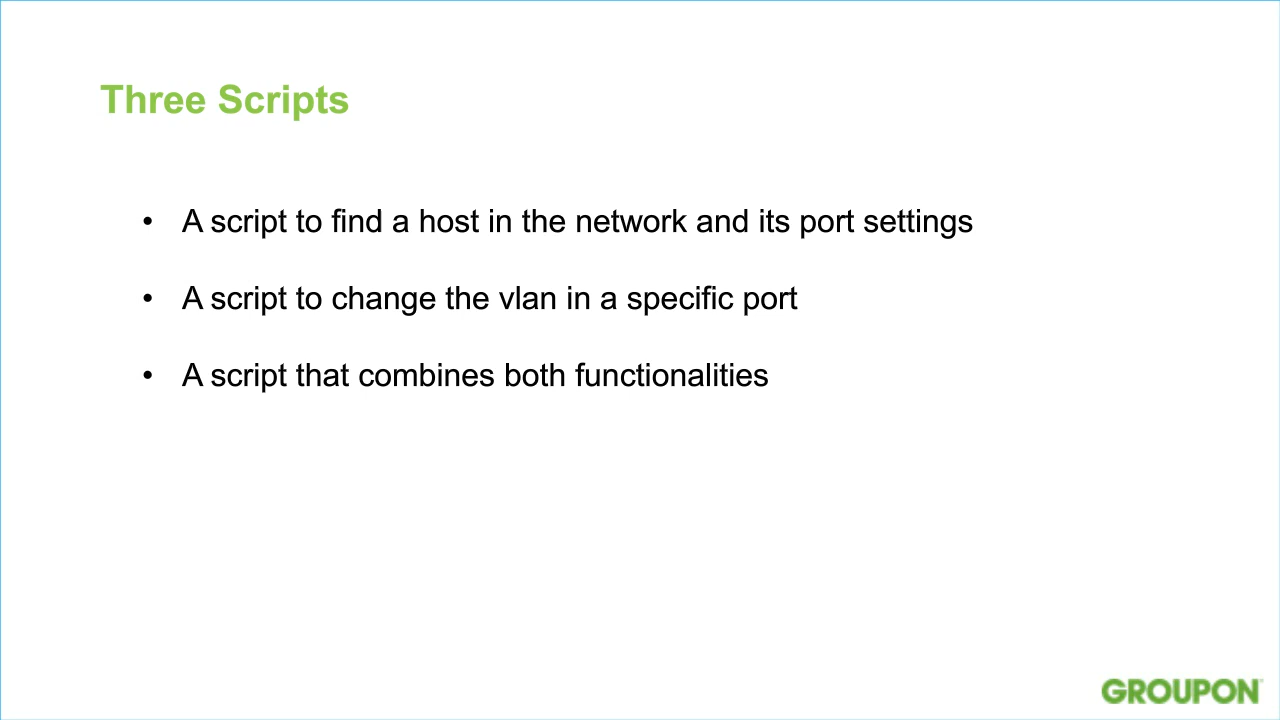 Three Scripts
• A script to find a host in the network and its port settings
• A script to change the vlan in a specific port
• A script that combines both functionalities
GROUPON